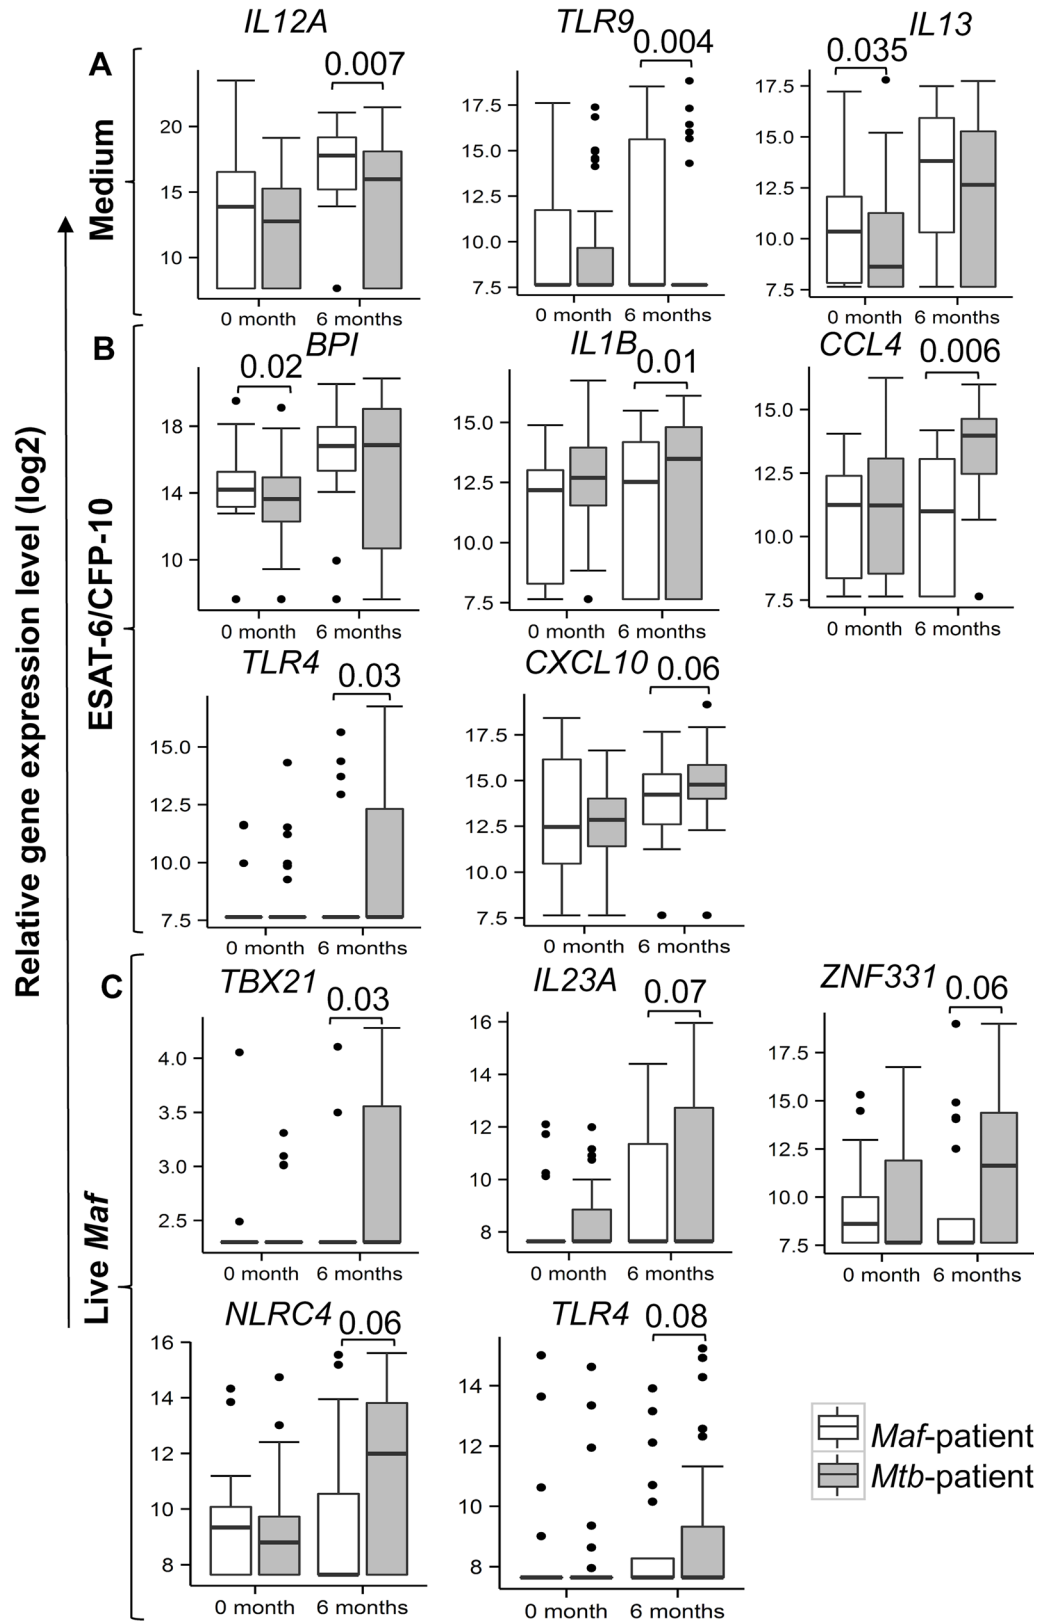 IL12A
TLR9
IL13
A
0.007
0.004
0.035
Medium
20
15
10
17.5
15.0
12.5
10.0
7.5
17.5
15.0
12.5
10.0
7.5
0 month 6 months
0 month 6 months
0 month 6 months
Relative gene expression level (log2)
B
BPI
IL1B
CCL4
0.02
0.01
0.006
ESAT-6/CFP-10
18
14
10
15.0
12.5
10.0
7.5
15.0
12.5
10.0
7.5
0 month 6 months
0 month 6 months
0 month 6 months
TLR4
CXCL10
0.03
0.06
15.0
12.5
10.0
7.5
17.5
15.0
12.5
10.0
7.5
0 month 6 months
0 month 6 months
C
TBX21
IL23A
ZNF331
0.03
0.07
0.06
Live Maf
4.0
3.5
3.0
2.5
16
14
12
10
8
17.5
15.0
12.5
10.0
7.5
0 month 6 months
0 month 6 months
0 month 6 months
NLRC4
TLR4
0.06
0.08
16
14
12
10
8
14
12
10
8
0 month 6 months
0 month 6 months
Maf-patient
Mtb-patient